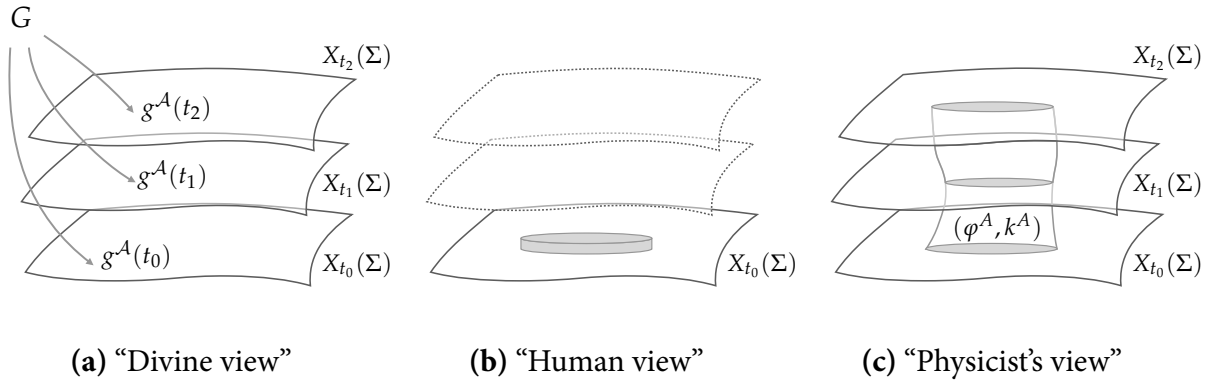 G
X_{t_2}(Σ)
g^𝒜(t_2)
g^𝒜(t_1)
X_{t_1}(Σ)
g^𝒜(t_0)
X_{t_0}(Σ)
X_{t_0}(Σ)
X_{t_2}(Σ)
X_{t_1}(Σ)
(φ^A, k^A)
X_{t_0}(Σ)
(a) “Divine view”
(b) “Human view”
(c) “Physicist’s view”